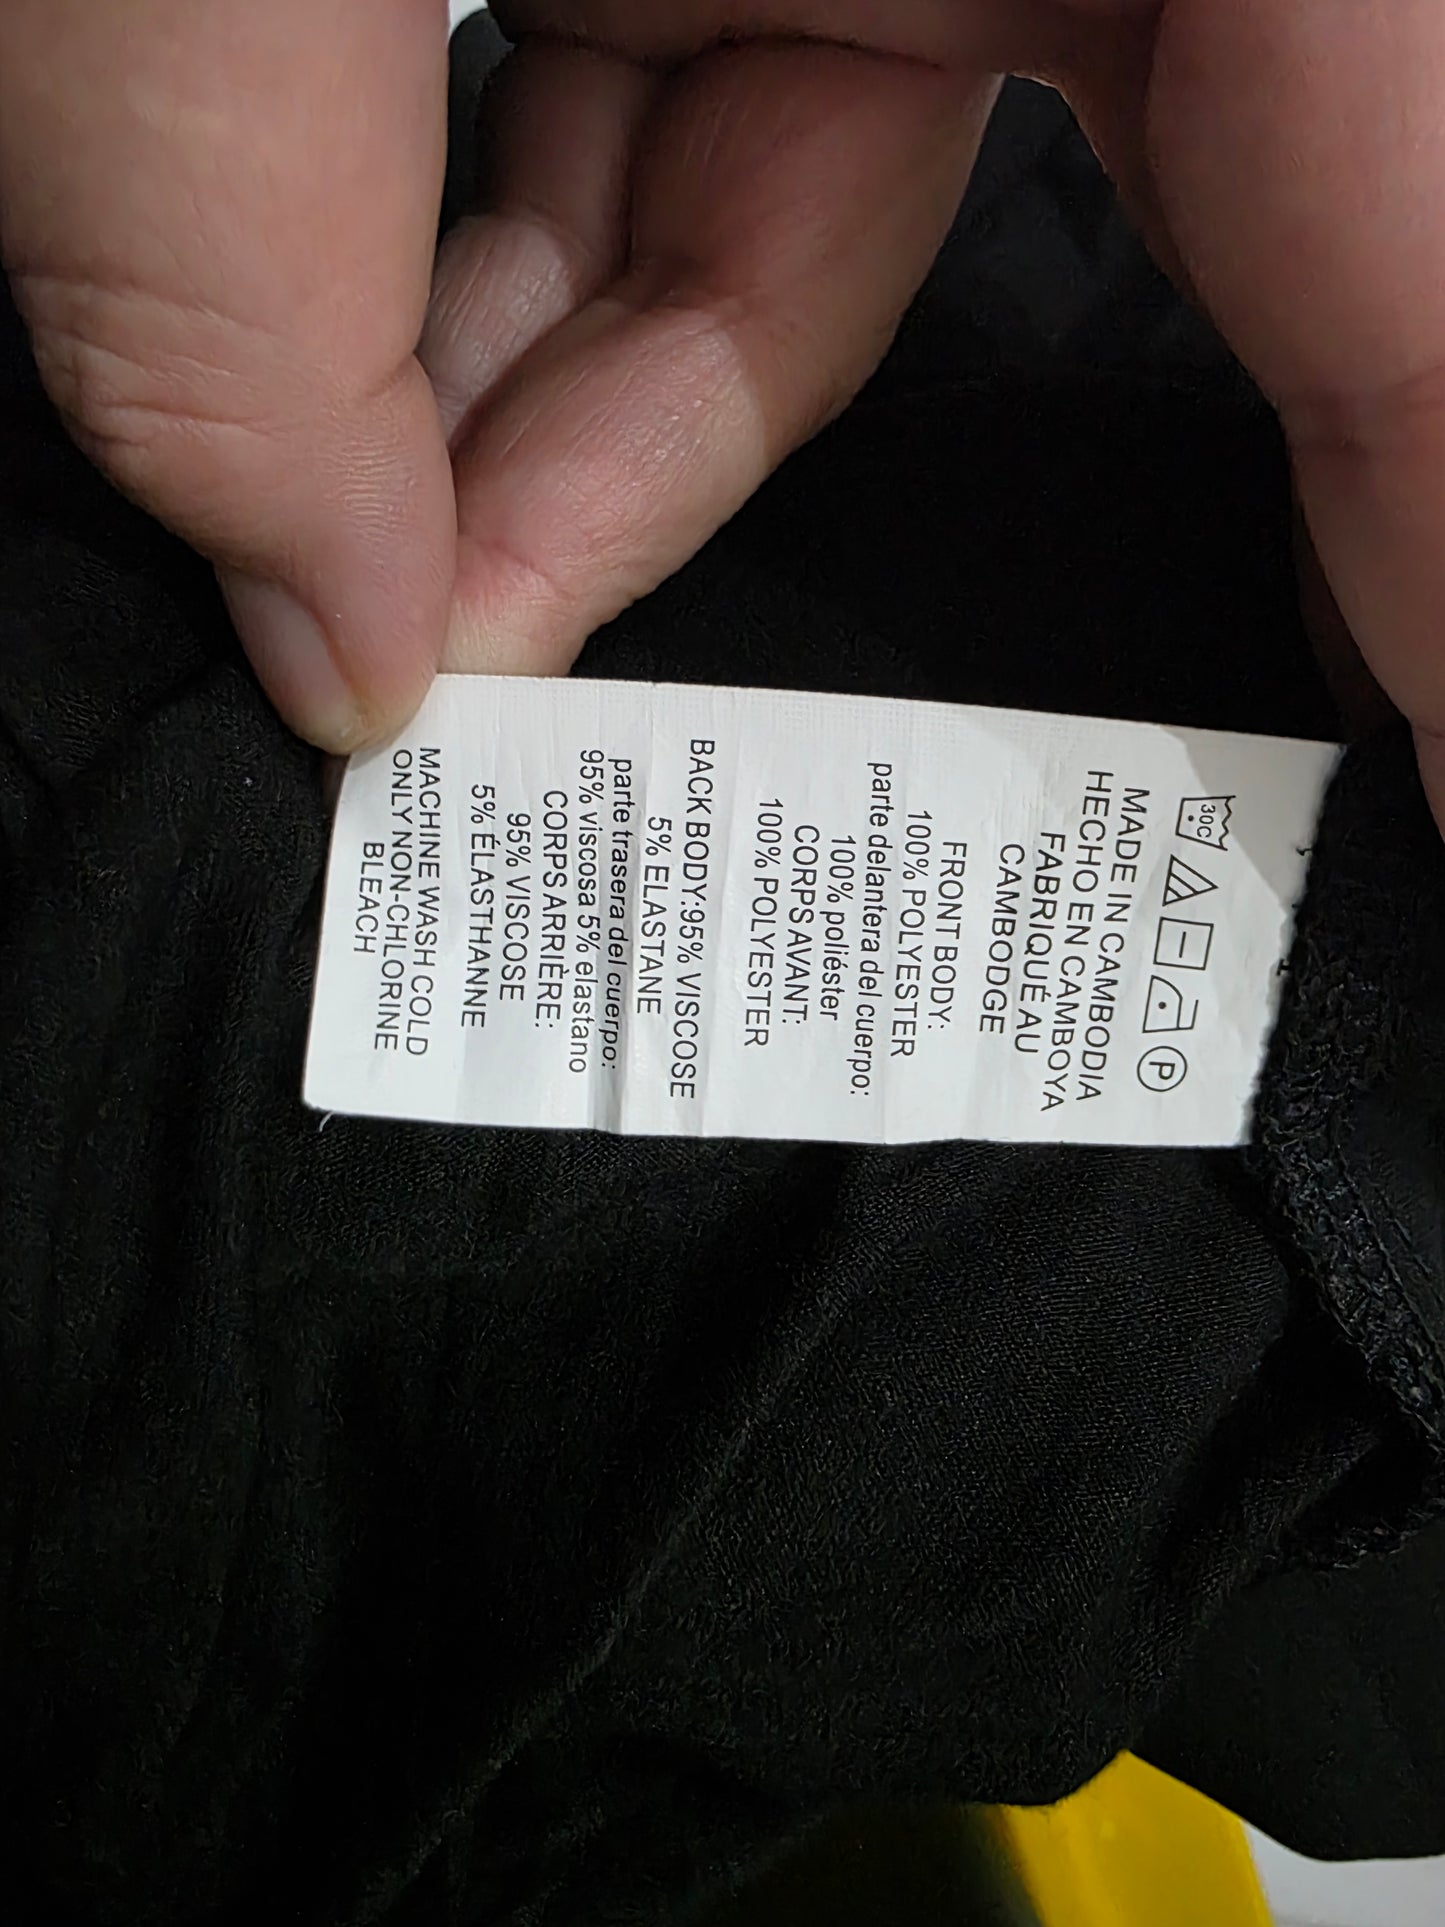 30C
P
MADE IN CAMBODIA
HECHO EN CAMBOYA
FABRIQUÉ AU
CAMBODGE
FRONT BODY:
100% POLYESTER
parte delantera del cuerpo:
100% poliéster
CORPS AVANT:
100% POLYESTER
BACK BODY:95% VISCOSE
5% ELASTANE
parte trasera del cuerpo:
95% viscosa 5% elastano
CORPS ARRIÈRE:
95% VISCOSE
5% ÉLASTHANNE
MACHINE WASH COLD
ONLY NON-CHLORINE
BLEACH